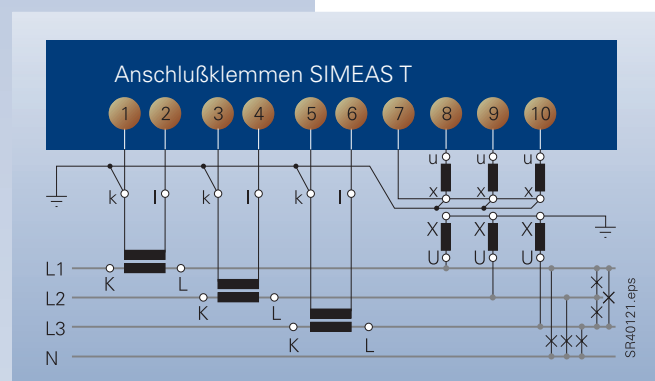 Anschlußklemmen SIMEAS T
1 2 3 4 5 6 7 8 9 10
u u u
k l k l k l x x x
X X X
U U U
L1 K L
L2 K L
L3 K L
N
SR40121.eps